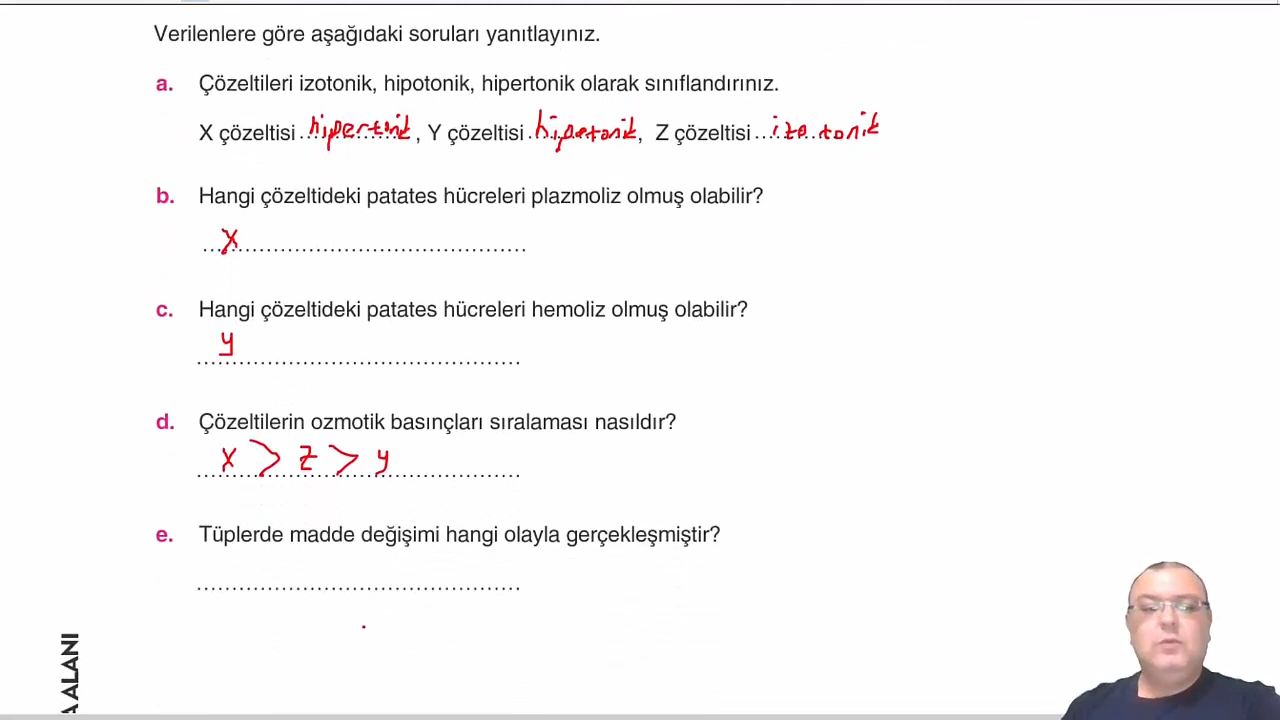 Verilenlere göre aşağıdaki soruları yanıtlayınız.
a. Çözeltileri izotonik, hipotonik, hipertonik olarak sınıflandırınız.
X çözeltisi hipertonik, Y çözeltisi hipotonik, Z çözeltisi izotonik
b. Hangi çözeltideki patates hücreleri plazmoliz olmuş olabilir?
X
c. Hangi çözeltideki patates hücreleri hemoliz olmuş olabilir?
y
d. Çözeltilerin ozmotik basınçları sıralaması nasıldır?
x > z > y
e. Tüplerde madde değişimi hangi olayla gerçekleşmiştir?
A ALANI